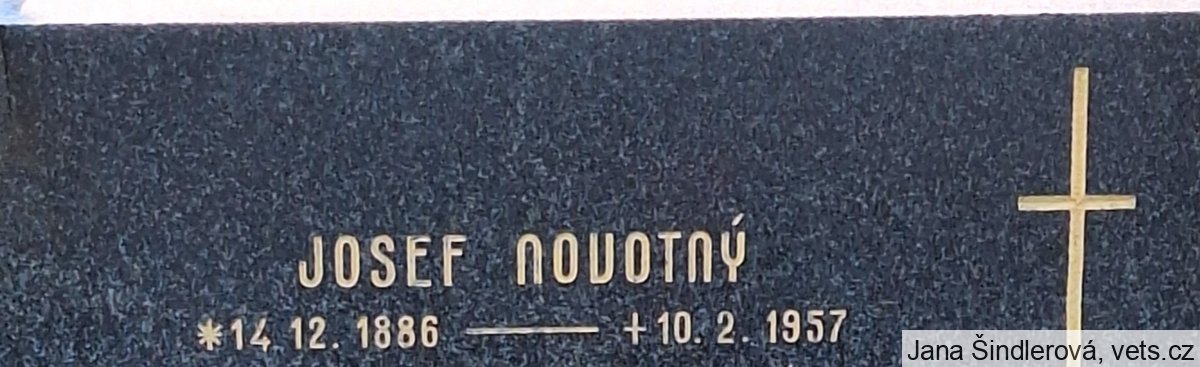 JOSEF NOVOTNÝ
*14 12. 1886 — +10. 2. 1957
Jana Šindlerová, vets.cz